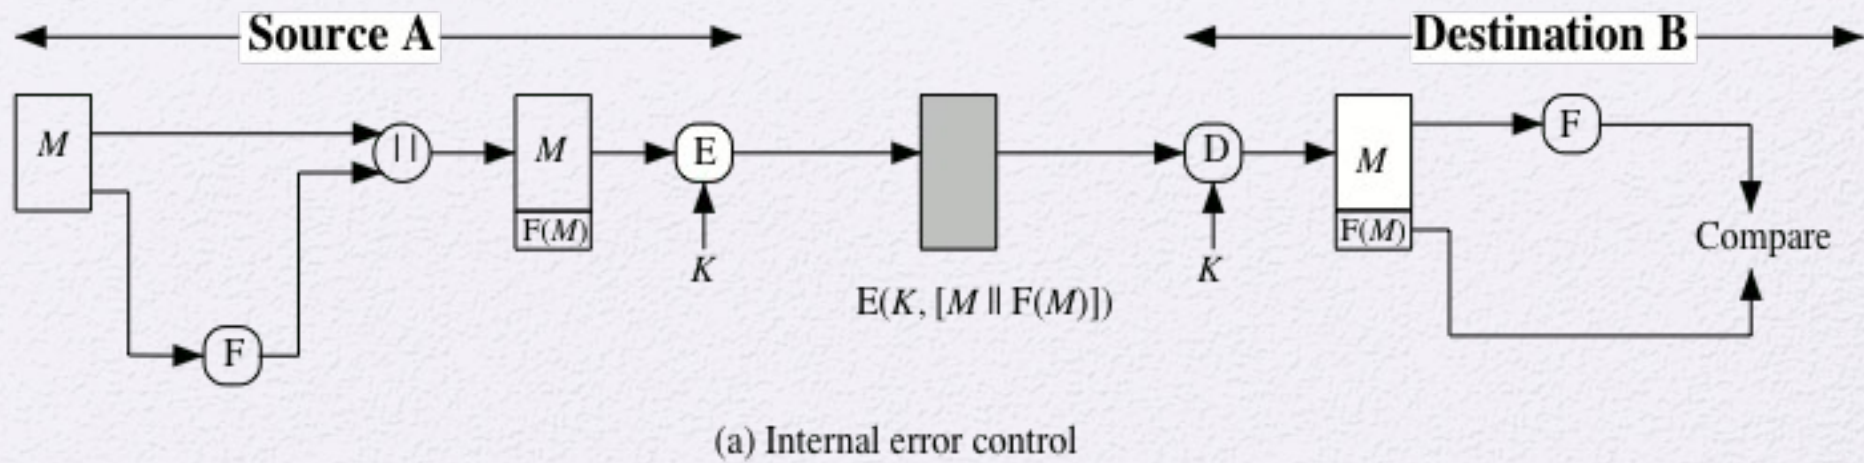 Source A
Destination B
M
||
M
F(M)
E
K
F
E(K, [M || F(M)])
D
K
M
F(M)
F
Compare
(a) Internal error control